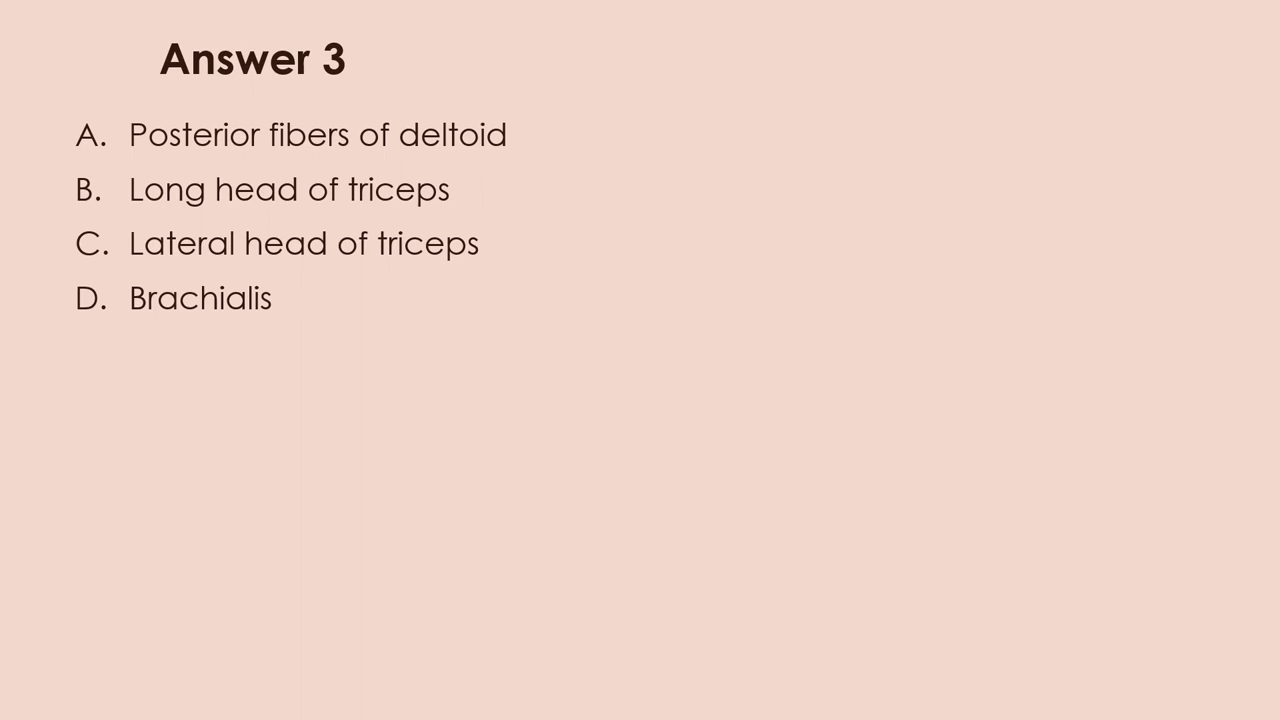 Answer 3
A. Posterior fibers of deltoid
B. Long head of triceps
C. Lateral head of triceps
D. Brachialis